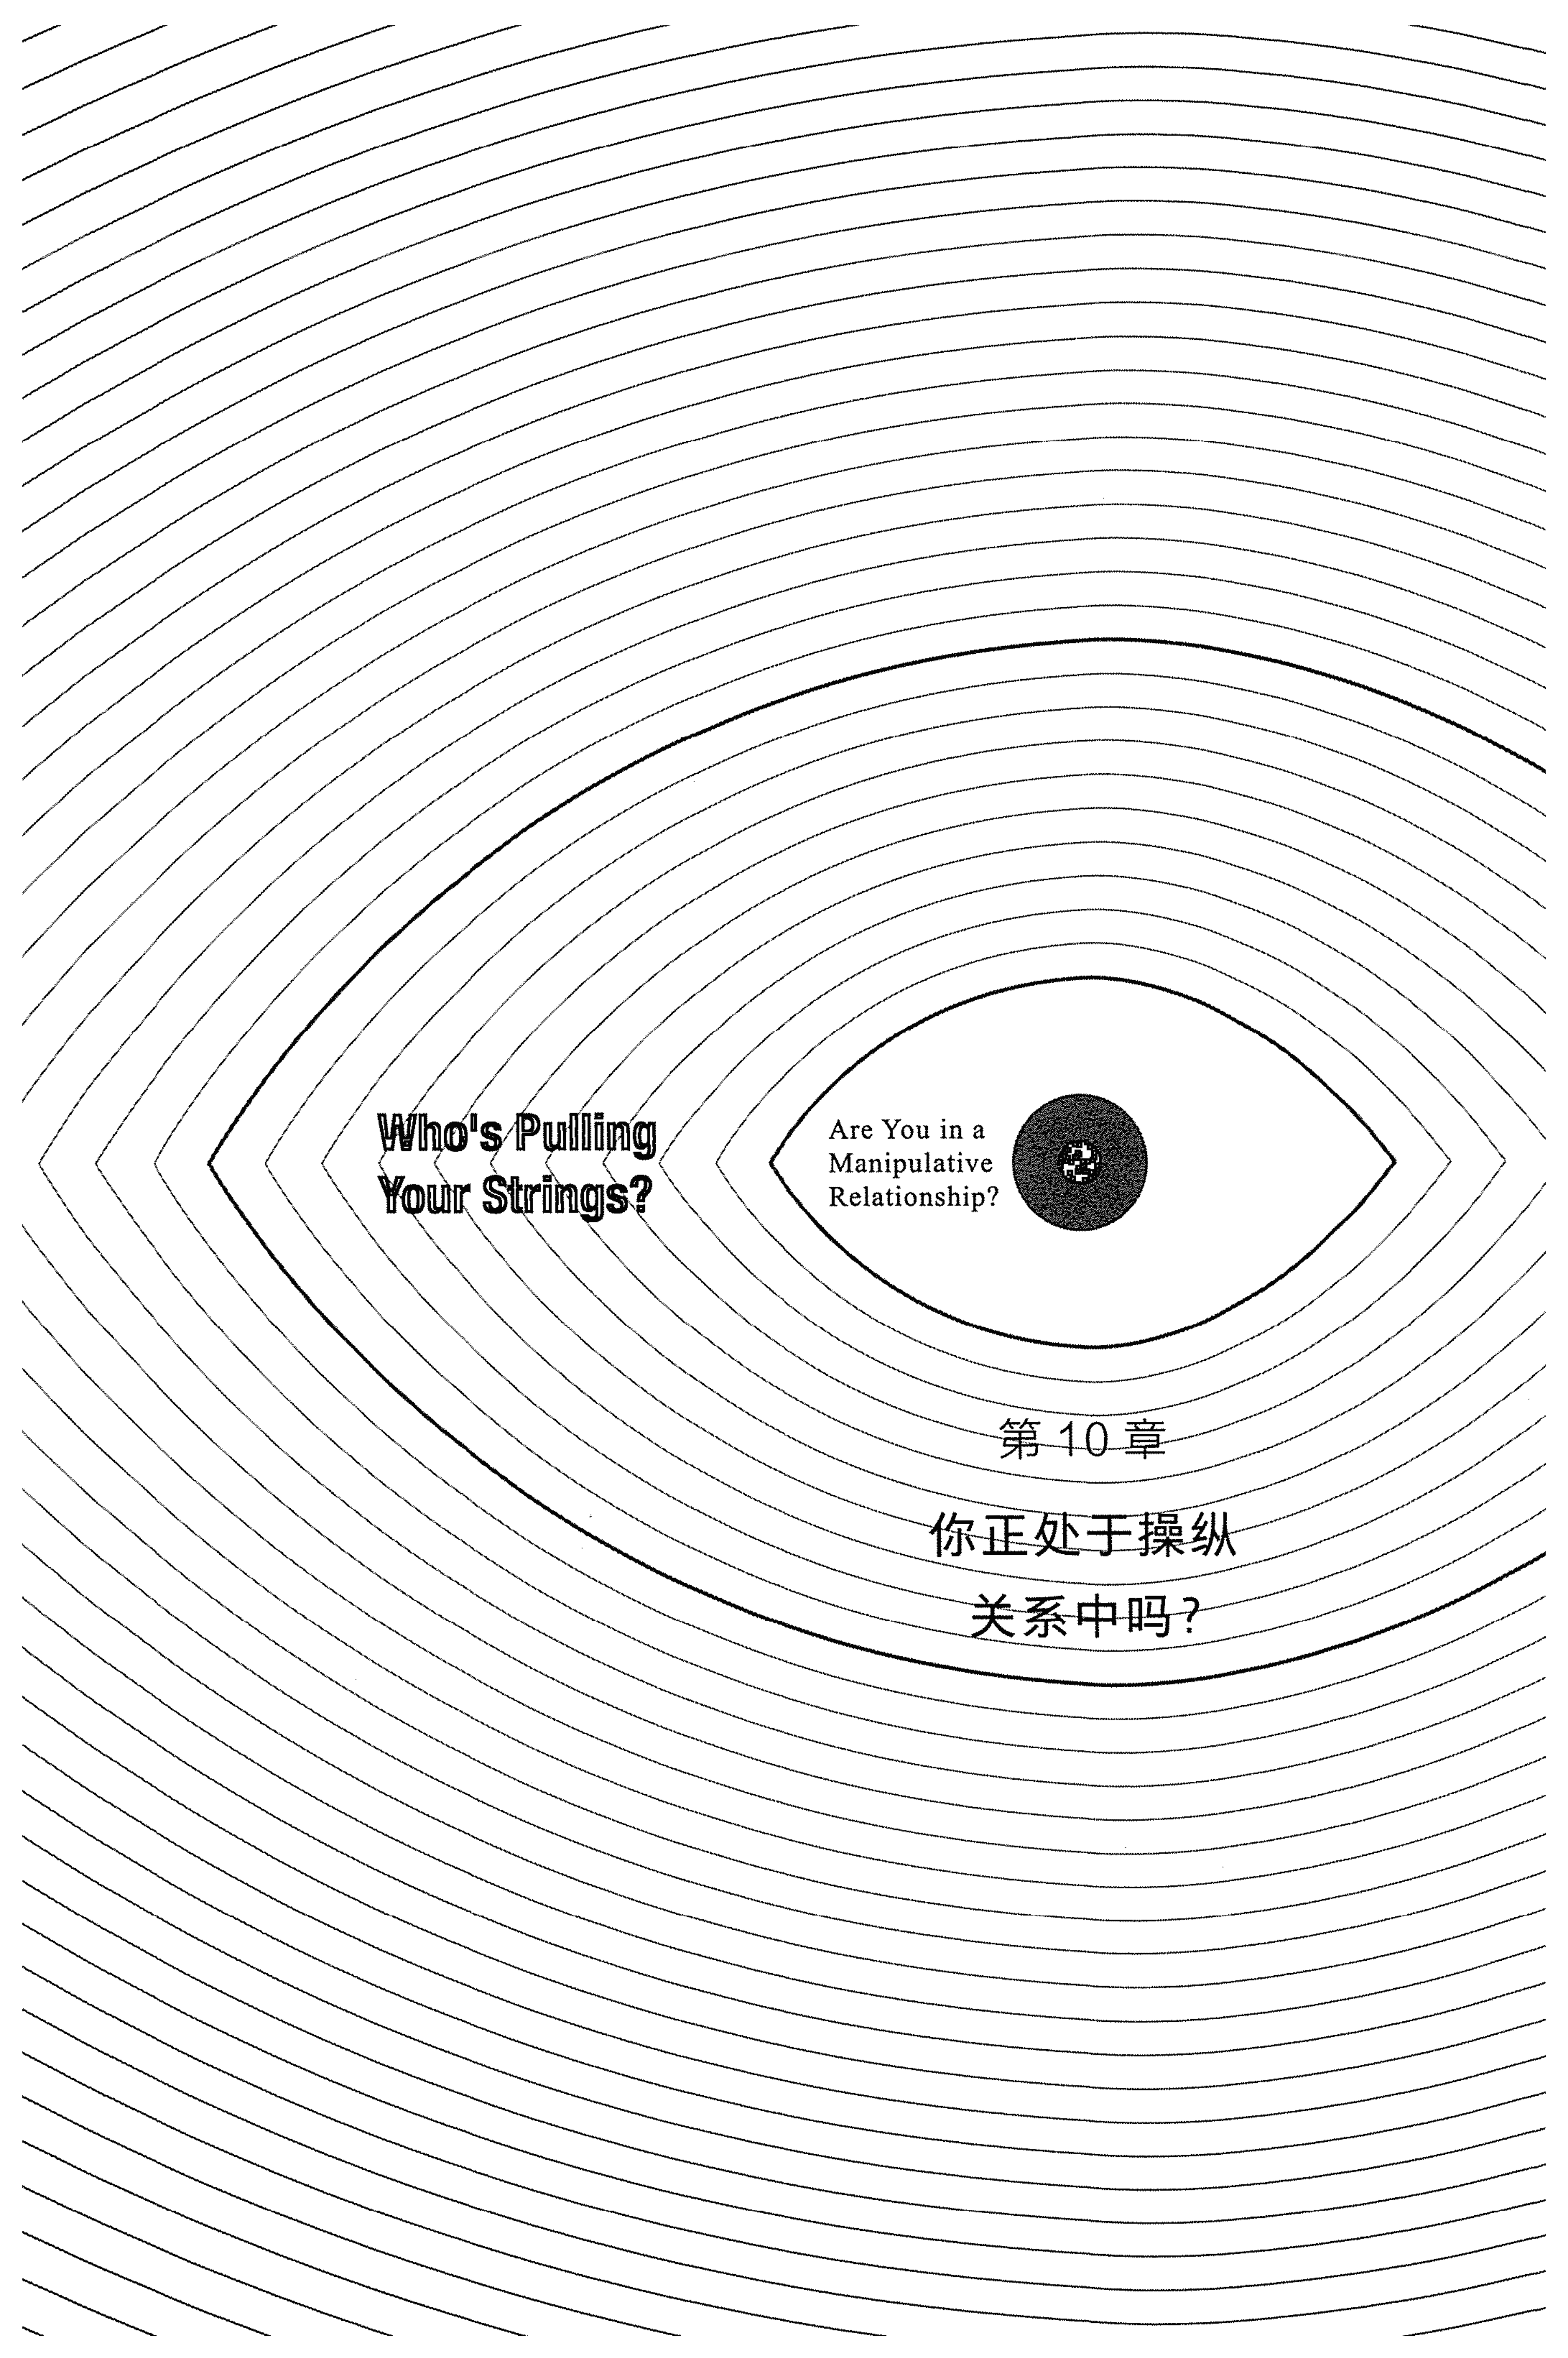 Who's Pulling
Your Strings?
Are You in a
Manipulative
Relationship?
第 10 章
你正处于操纵
关系中吗?